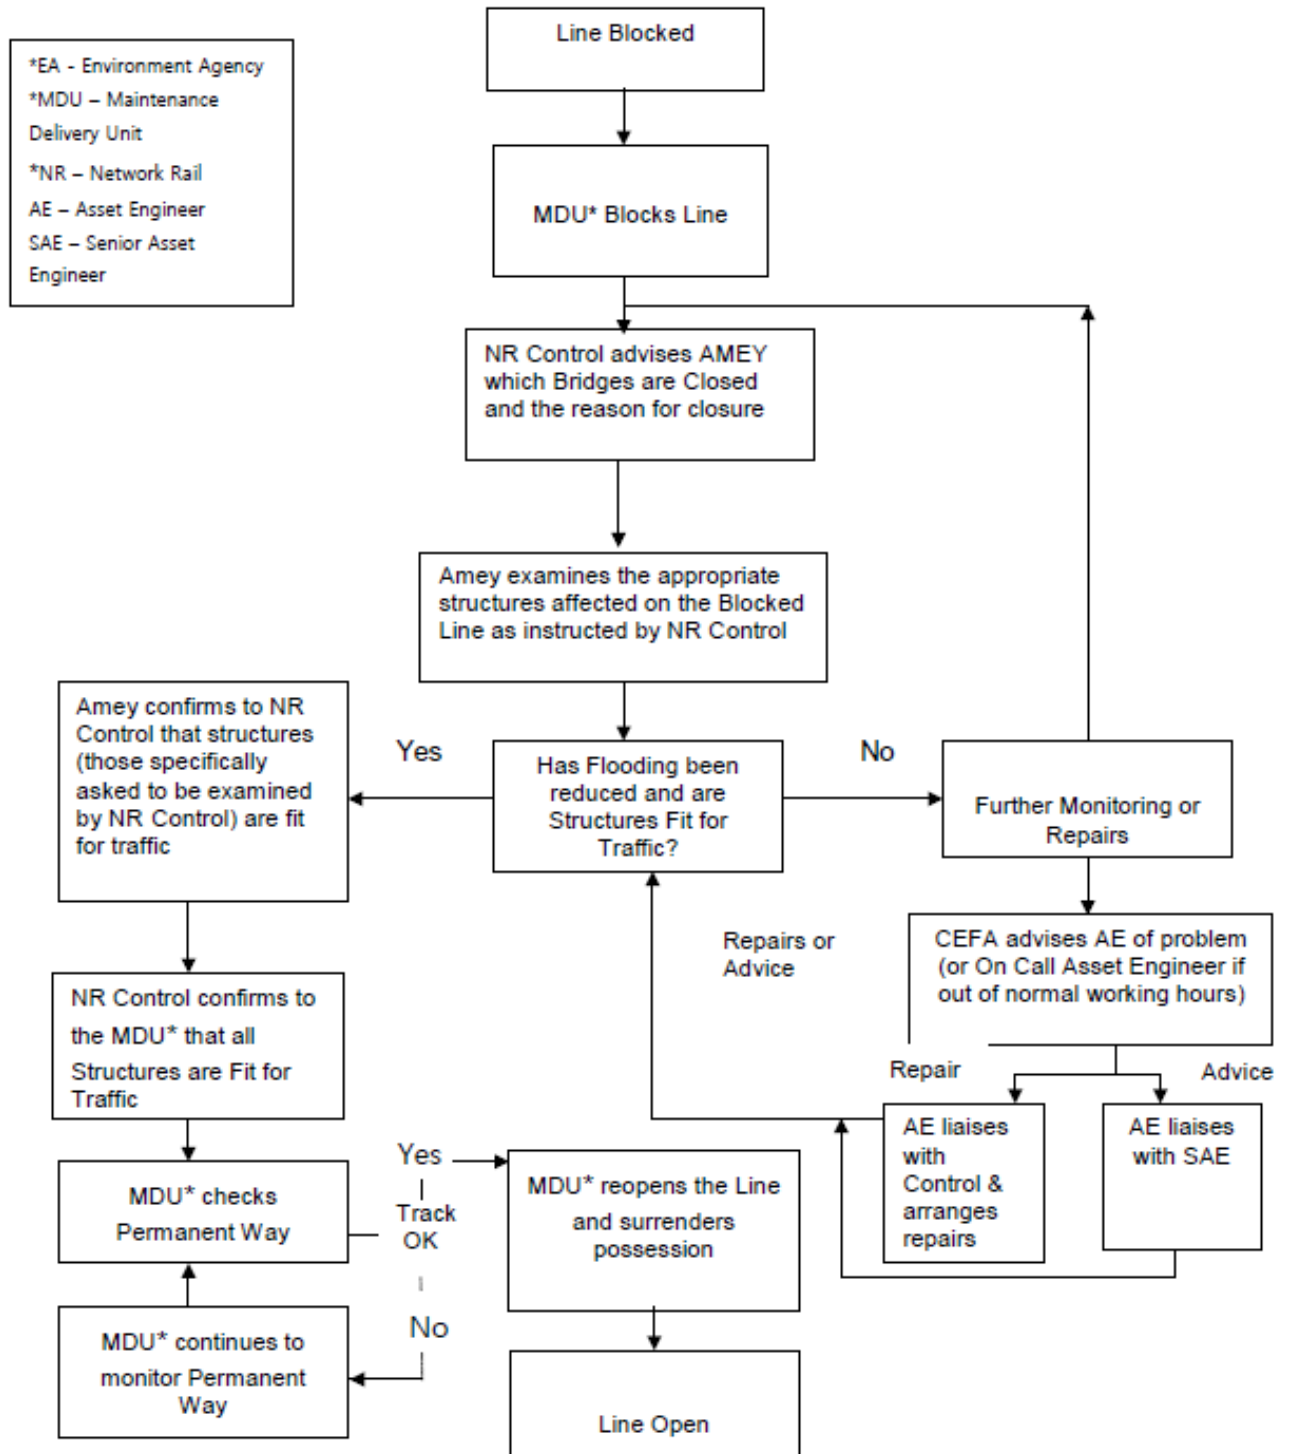 *EA - Environment Agency
*MDU – Maintenance
Delivery Unit
*NR – Network Rail
AE – Asset Engineer
SAE – Senior Asset
Engineer
Line Blocked
MDU* Blocks Line
NR Control advises AMEY
which Bridges are Closed
and the reason for closure
Amey examines the appropriate
structures affected on the Blocked
Line as instructed by NR Control
Has Flooding been
reduced and are
Structures Fit for
Traffic?
Yes
No
Amey confirms to NR
Control that structures
(those specifically
asked to be examined
by NR Control) are fit
for traffic
Further Monitoring or
Repairs
CEFA advises AE of problem
(or On Call Asset Engineer if
out of normal working hours)
Repairs or
Advice
Repair
Advice
AE liaises
with
Control &
arranges
repairs
AE liaises
with SAE
NR Control confirms to
the MDU* that all
Structures are Fit for
Traffic
MDU* checks
Permanent Way
Yes
Track
OK
No
MDU* continues to
monitor Permanent
Way
MDU* reopens the Line
and surrenders
possession
Line Open